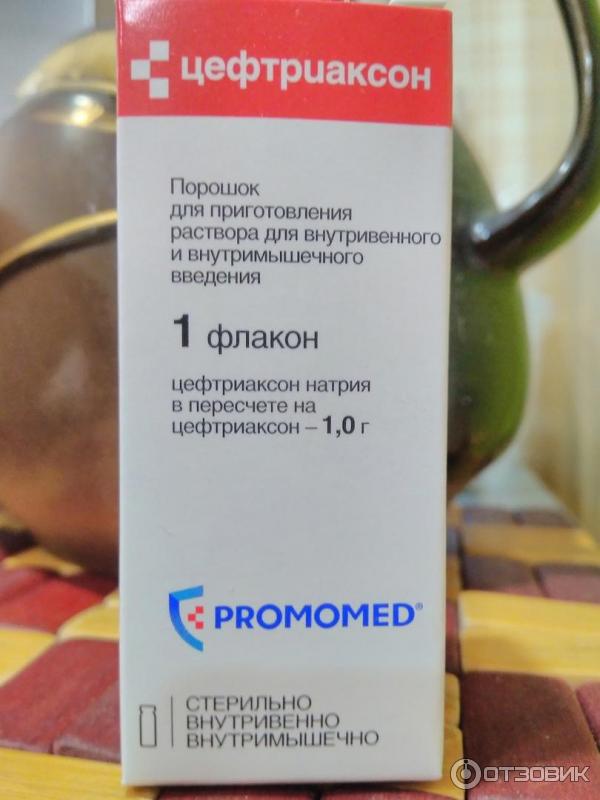 цефтриаксон
Порошок
для приготовления
раствора для внутривенного
и внутримышечного
введения
1 флакон
цефтриаксон натрия
в пересчете на
цефтриаксон – 1,0 г
PROMOMED®
СТЕРИЛЬНО
ВНУТРИВЕННО
ВНУТРИМЫШЕЧНО
ОТЗОВИК